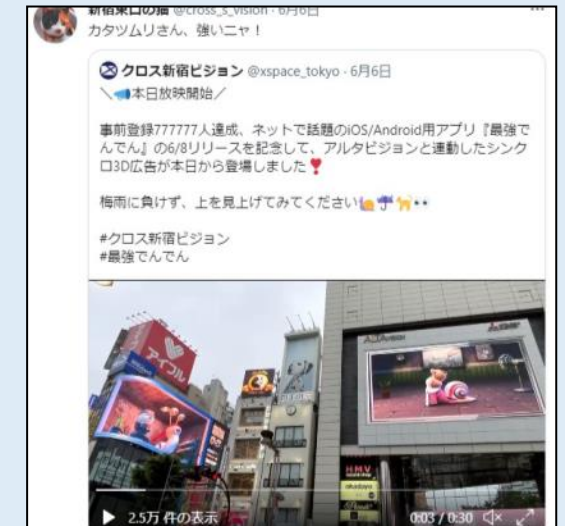 新宿東口の猫 @cross_s_vision · 6月6日
カタツムリさん、強いニャ！
クロス新宿ビジョン @xspace_tokyo · 6月6日
＼📣本日放映開始／
事前登録777777人達成、ネットで話題のiOS/Android用アプリ『最強で
んでん』の6/8リリースを記念して、アルタビジョンと連動したシンク
ロ3D広告が本日から登場しました❣️
梅雨に負けず、上を見上げてみてください🐌☔🐈👀
#クロス新宿ビジョン
#最強でんでん
アイフル
HMV
2.5万 件の表示
0:03 / 0:30